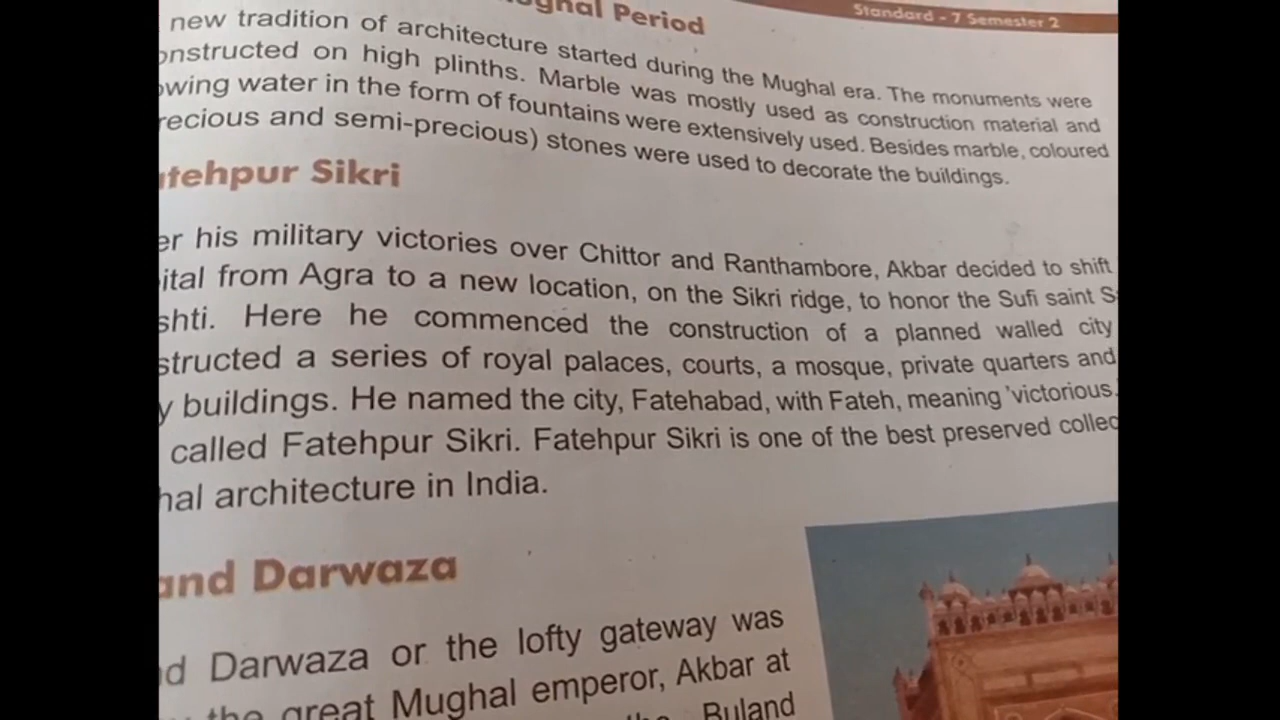 Mughal Period
Standard - 7 Semester 2
new tradition of architecture started during the Mughal era. The monuments were
onstructed on high plinths. Marble was mostly used as construction material and
owing water in the form of fountains were extensively used. Besides marble, coloured
recious and semi-precious) stones were used to decorate the buildings.
atehpur Sikri
er his military victories over Chittor and Ranthambore, Akbar decided to shift
ital from Agra to a new location, on the Sikri ridge, to honor the Sufi saint S
shti. Here he commenced the construction of a planned walled city
structed a series of royal palaces, courts, a mosque, private quarters and
y buildings. He named the city, Fatehabad, with Fateh, meaning 'victorious.'
called Fatehpur Sikri. Fatehpur Sikri is one of the best preserved collec
hal architecture in India.
and Darwaza
d Darwaza or the lofty gateway was
the great Mughal emperor, Akbar at
the Buland